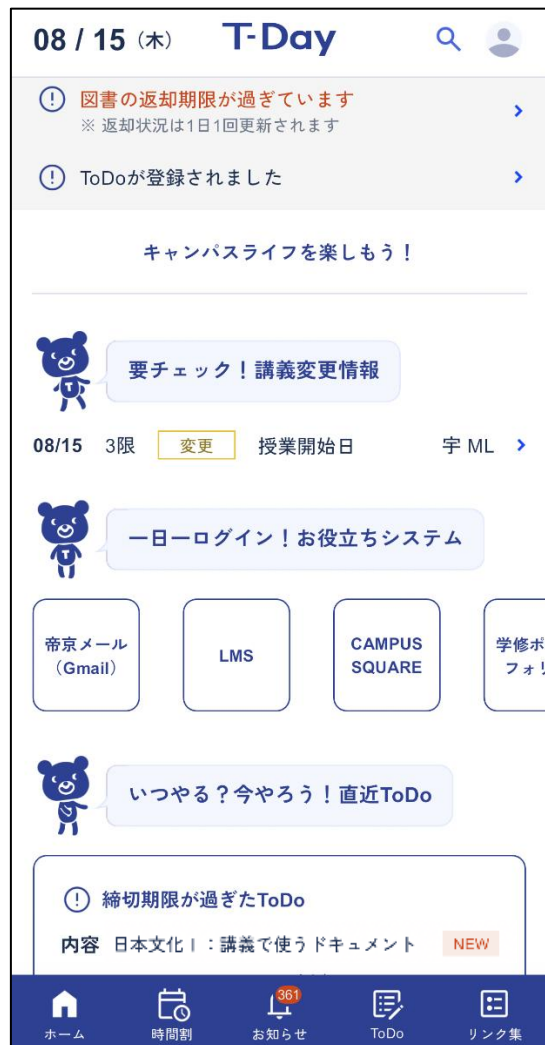 08 / 15 (木) T-Day
図書の返却期限が過ぎています
※ 返却状況は1日1回更新されます
ToDoが登録されました
キャンパスライフを楽しもう！
要チェック！講義変更情報
08/15 3限 変更 授業開始日 宇 ML
一日一ログイン！お役立ちシステム
帝京メール
（Gmail）
LMS
CAMPUS
SQUARE
学修ポ
フォリ
いつやる？今やろう！直近ToDo
締切期限が過ぎたToDo
内容 日本文化Ⅰ：講義で使うドキュメント NEW
361
ホーム 時間割 お知らせ ToDo リンク集